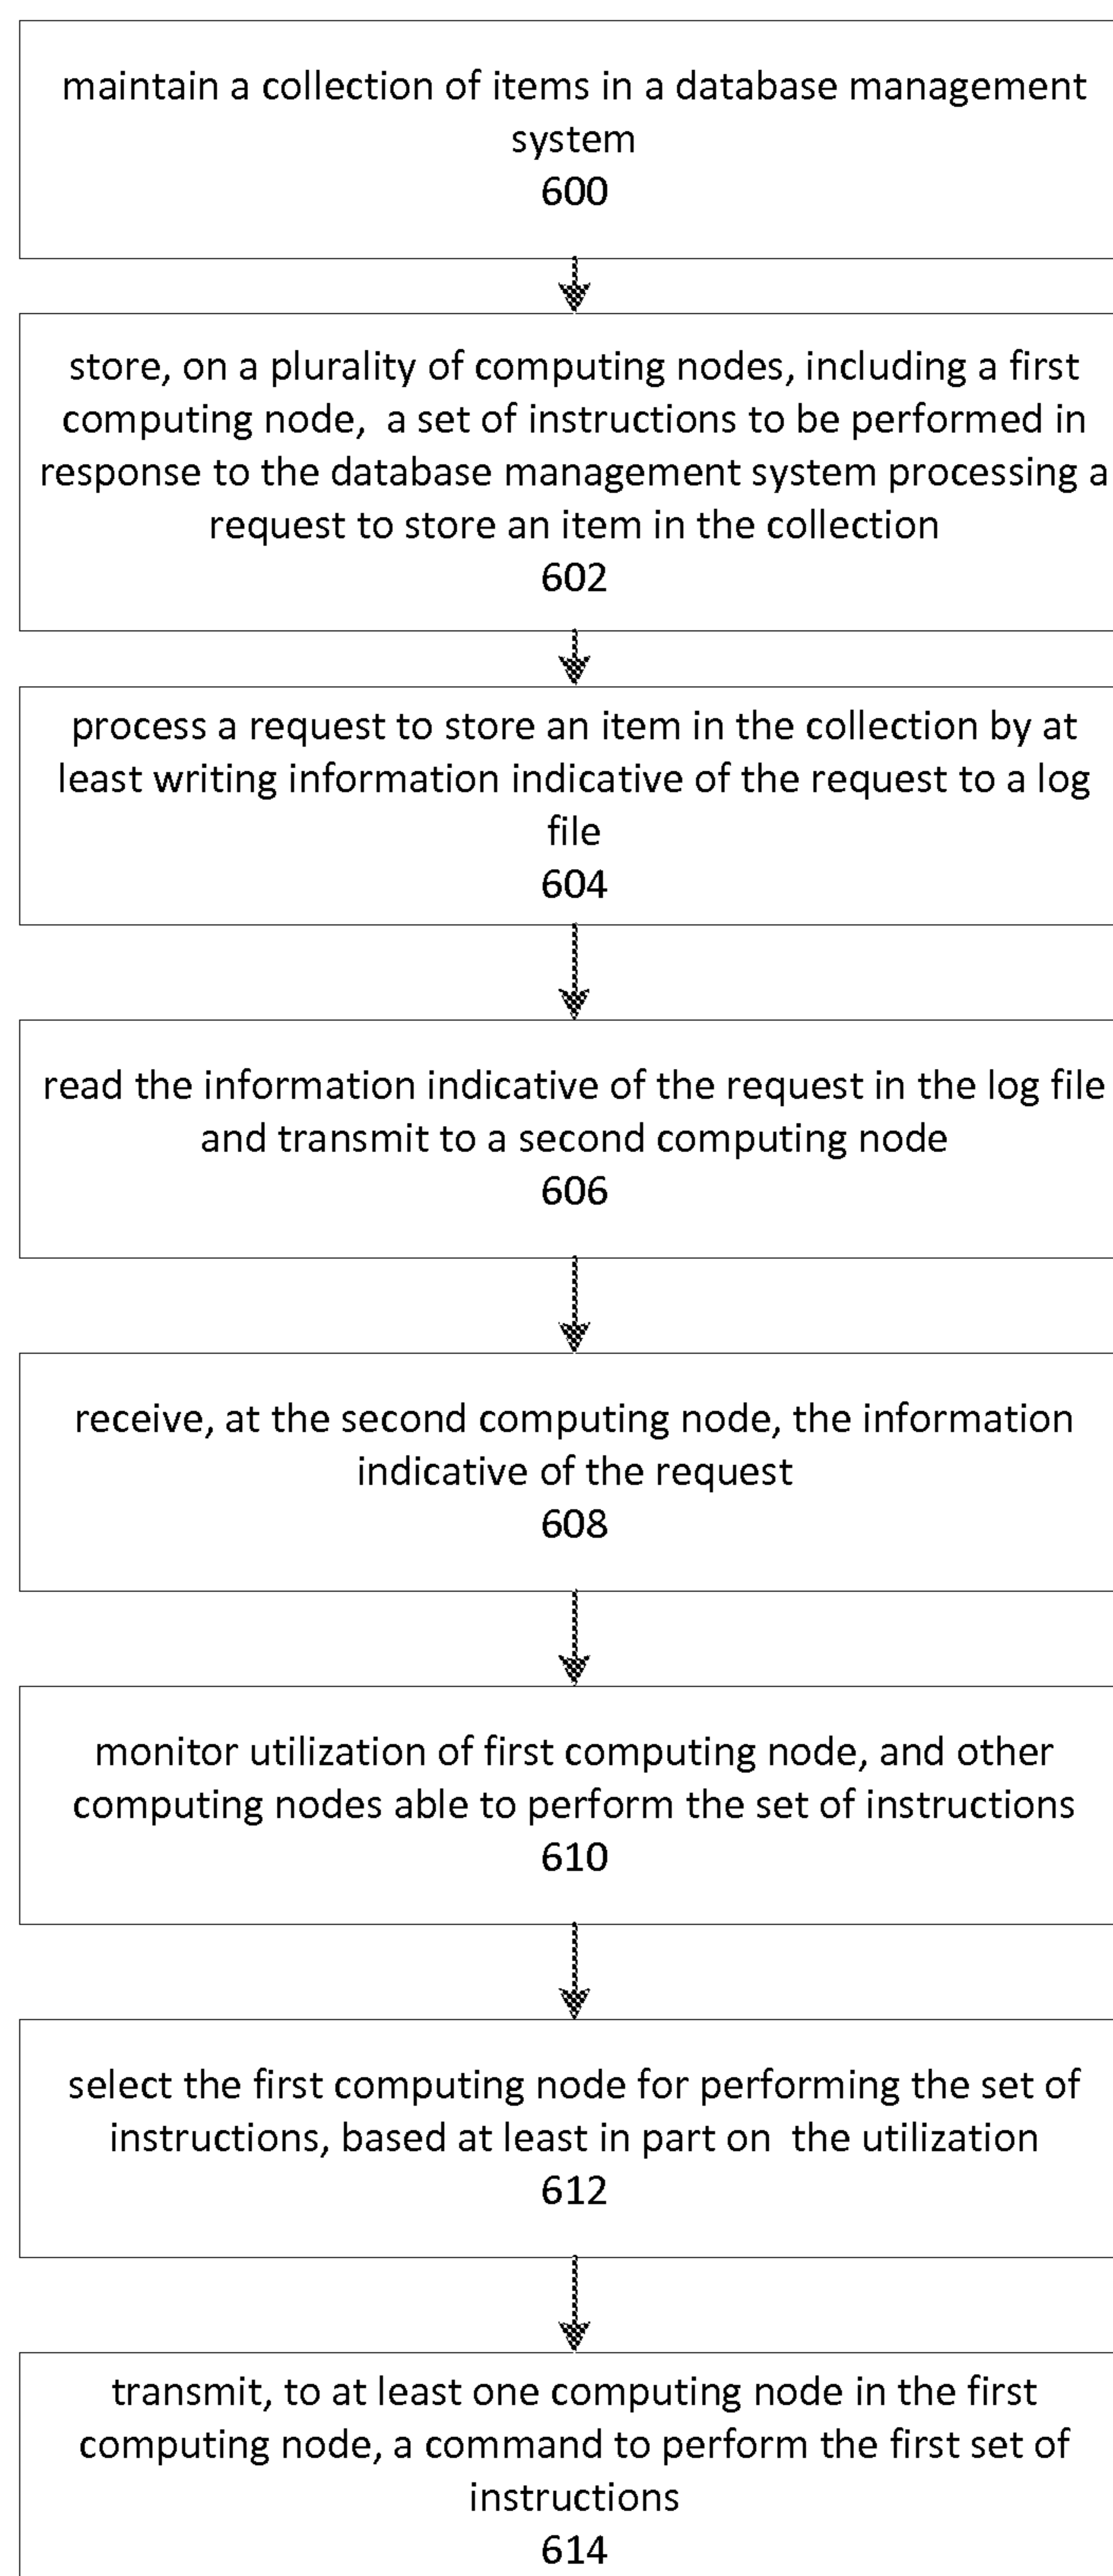 maintain a collection of items in a database management
system
600
store, on a plurality of computing nodes, including a first
computing node, a set of instructions to be performed in
response to the database management system processing a
request to store an item in the collection
602
process a request to store an item in the collection by at
least writing information indicative of the request to a log
file
604
read the information indicative of the request in the log file
and transmit to a second computing node
606
receive, at the second computing node, the information
indicative of the request
608
monitor utilization of first computing node, and other
computing nodes able to perform the set of instructions
610
select the first computing node for performing the set of
instructions, based at least in part on the utilization
612
transmit, to at least one computing node in the first
computing node, a command to perform the first set of
instructions
614